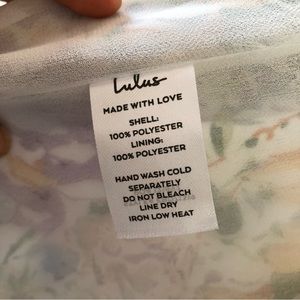 Lulus
MADE WITH LOVE
SHELL:
100% POLYESTER
LINING:
100% POLYESTER
HAND WASH COLD
SEPARATELY
DO NOT BLEACH
LINE DRY
IRON LOW HEAT